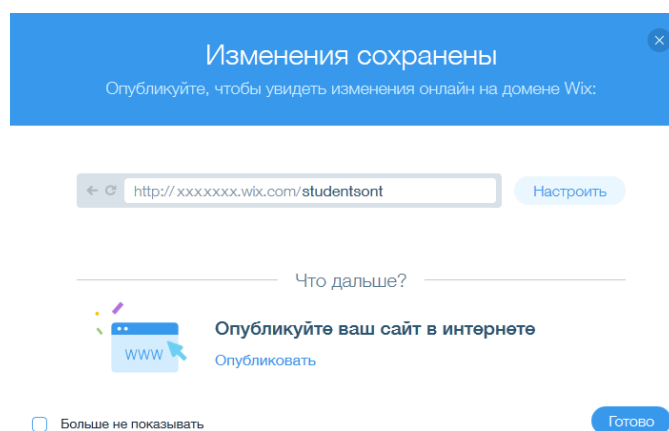 Изменения сохранены
Опубликуйте, чтобы увидеть изменения онлайн на домене Wix:
http://xxxxxxx.wix.com/studentsont
Настроить
Что дальше?
Опубликуйте ваш сайт в интернете
WWW
Опубликовать
Больше не показывать
Готово